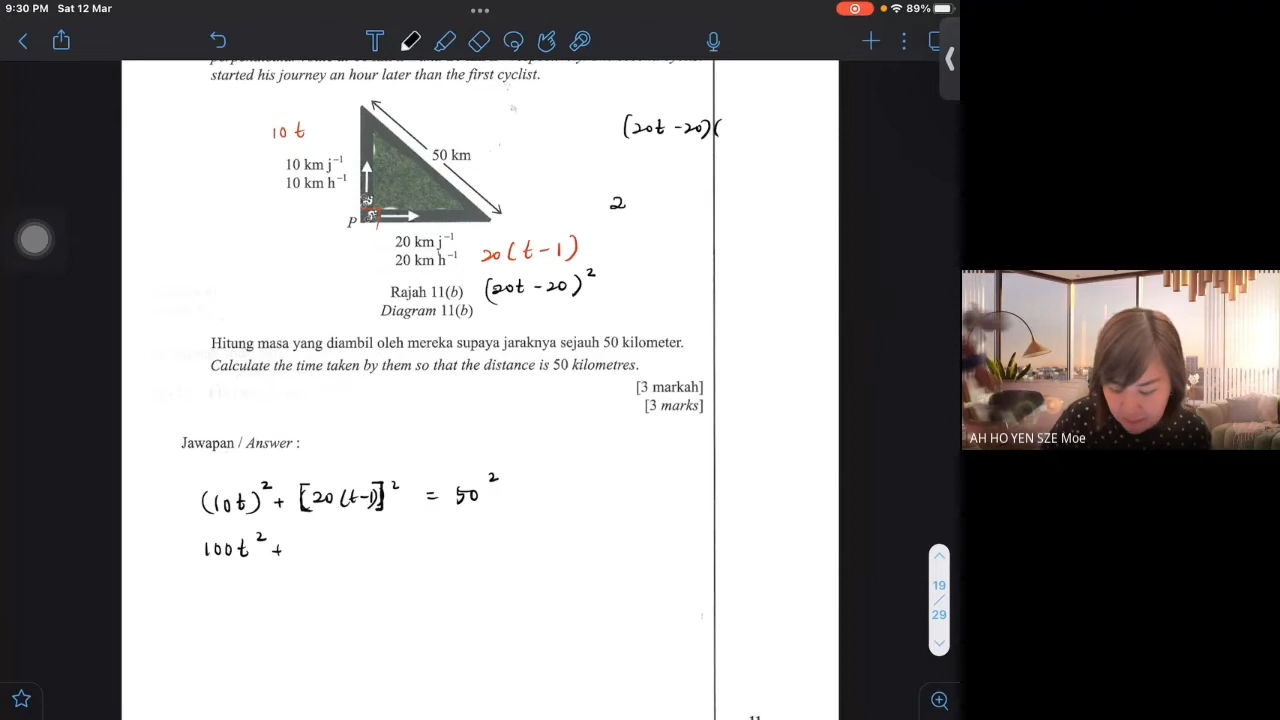 9:30 PM Sat 12 Mar
89%
started his journey an hour later than the first cyclist.
10 t
(20t - 20)(
50 km
10 km j⁻¹
10 km h⁻¹
2
P
20 km j⁻¹
20 km h⁻¹
20(t - 1)
(20t - 20)²
Rajah 11(b)
Diagram 11(b)
Hitung masa yang diambil oleh mereka supaya jaraknya sejauh 50 kilometer.
Calculate the time taken by them so that the distance is 50 kilometres.
[3 markah]
[3 marks]
Jawapan / Answer :
(10t)² + [20(t-1)]² = 50²
100t² +
19
/
29
AH HO YEN SZE Moe